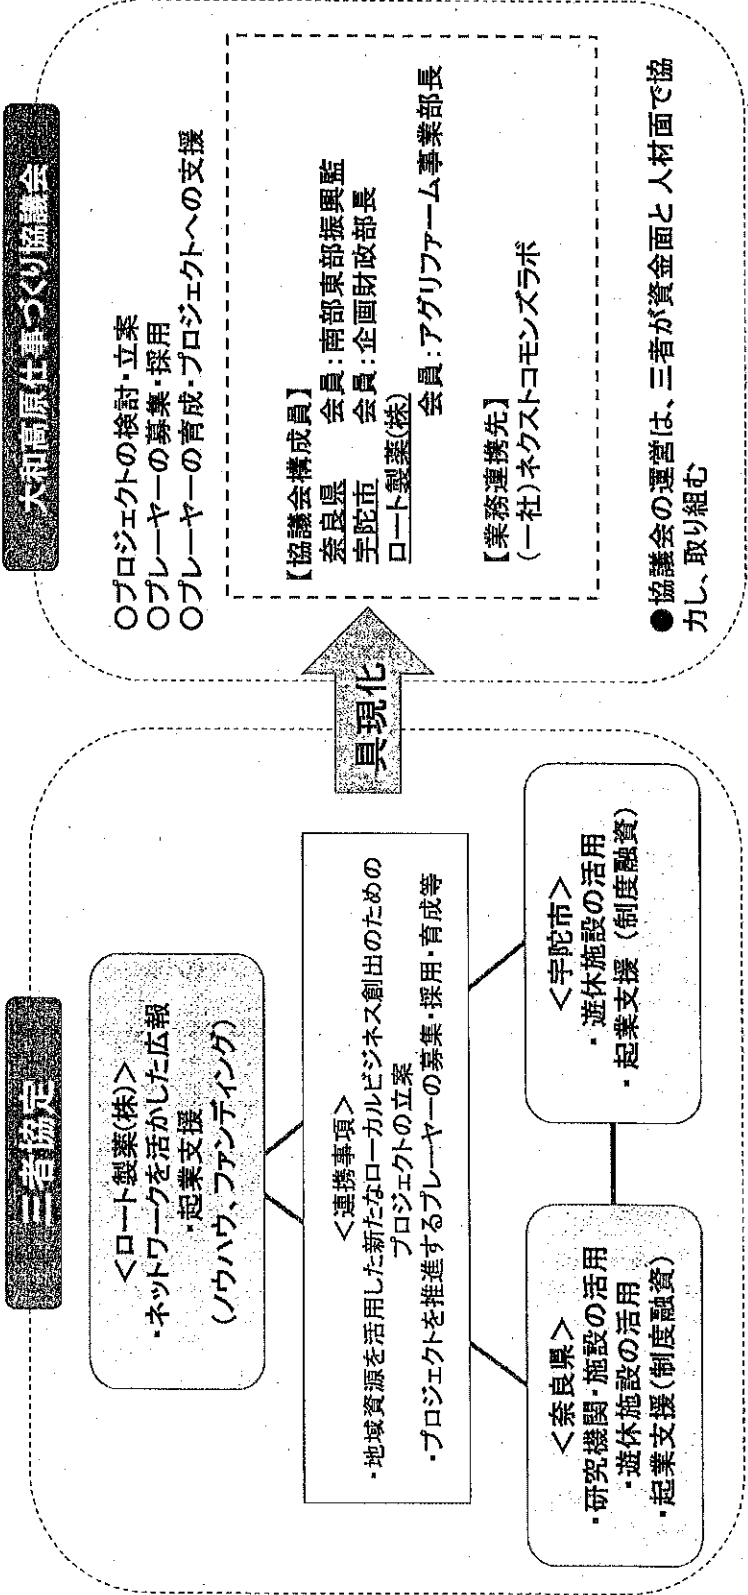 三者協定
<ロート製薬(株)>
・ネットワークを活かした広報
・起業支援
(ノウハウ、ファンディング)
<連携事項>
・地域資源を活用した新たなローカルビジネス創出のための
プロジェクトの立案
・プロジェクトを推進するプレーヤーの募集・採用・育成等
<奈良県>
・研究機関・施設の活用
・遊休施設の活用
・起業支援(制度融資)
<宇陀市>
・遊休施設の活用
・起業支援(制度融資)
具現化
大和高原仕事づくり協議会
○プロジェクトの検討・立案
○プレーヤーの募集・採用
○プレーヤーの育成・プロジェクトへの支援
【協議会構成員】
奈良県 会員:南部東部振興監
宇陀市 会員:企画財政部長
ロート製薬(株)
会員:アグリファーム事業部長
【業務連携先】
(一社)ネクストコモンズラボ
●協議会の運営は、三者が資金面と人材面で協
力し、取り組む